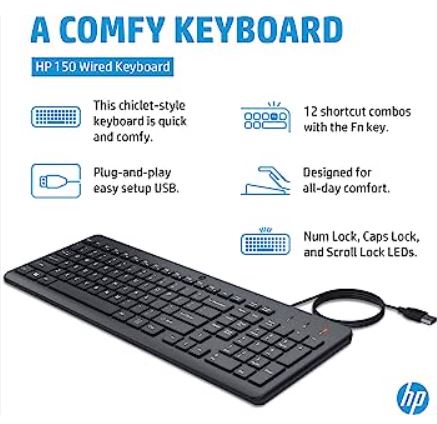 A COMFY KEYBOARD
HP 150 Wired Keyboard
This chiclet-style
keyboard is quick
and comfy.
12 shortcut combos
with the Fn key.
Plug-and-play
easy setup USB.
Designed for
all-day comfort.
Num Lock, Caps Lock,
and Scroll Lock LEDs.
hp